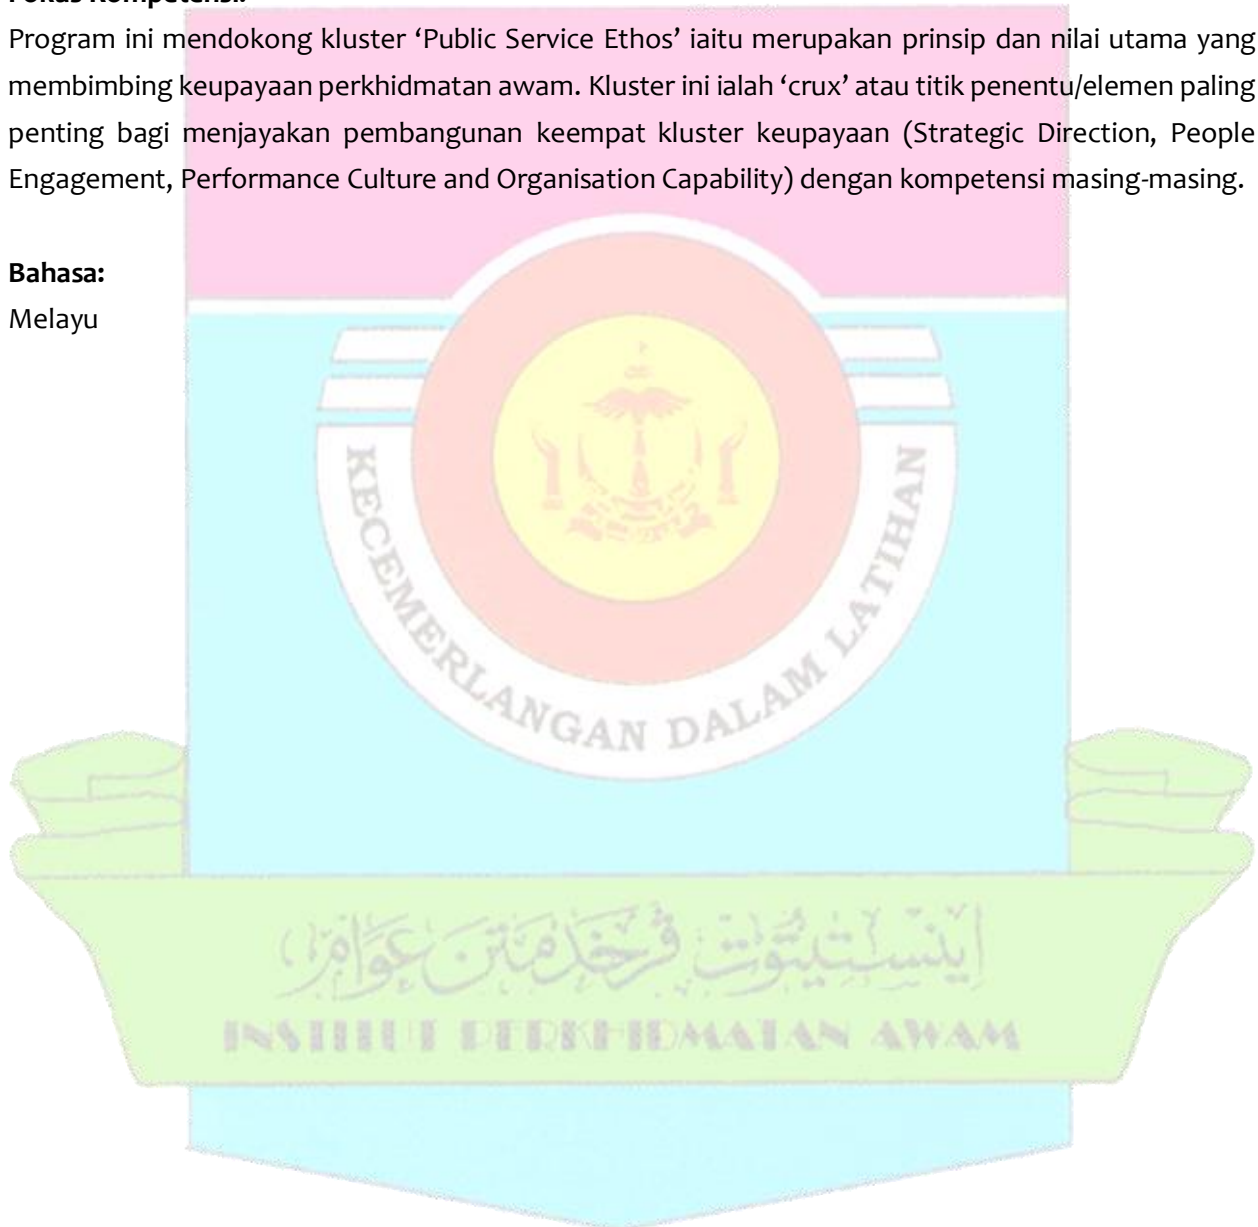 Fokus Kompetensi:
Program ini mendokong kluster ‘Public Service Ethos’ iaitu merupakan prinsip dan nilai utama yang
membimbing keupayaan perkhidmatan awam. Kluster ini ialah ‘crux’ atau titik penentu/elemen paling
penting bagi menjayakan pembangunan keempat kluster keupayaan (Strategic Direction, People
Engagement, Performance Culture and Organisation Capability) dengan kompetensi masing-masing.
Bahasa:
Melayu
KECEMERLANGAN DALAM LATIHAN
اينستيتوت فرخدمتن عوام
INSTITUT PERKHIDMATAN AWAM